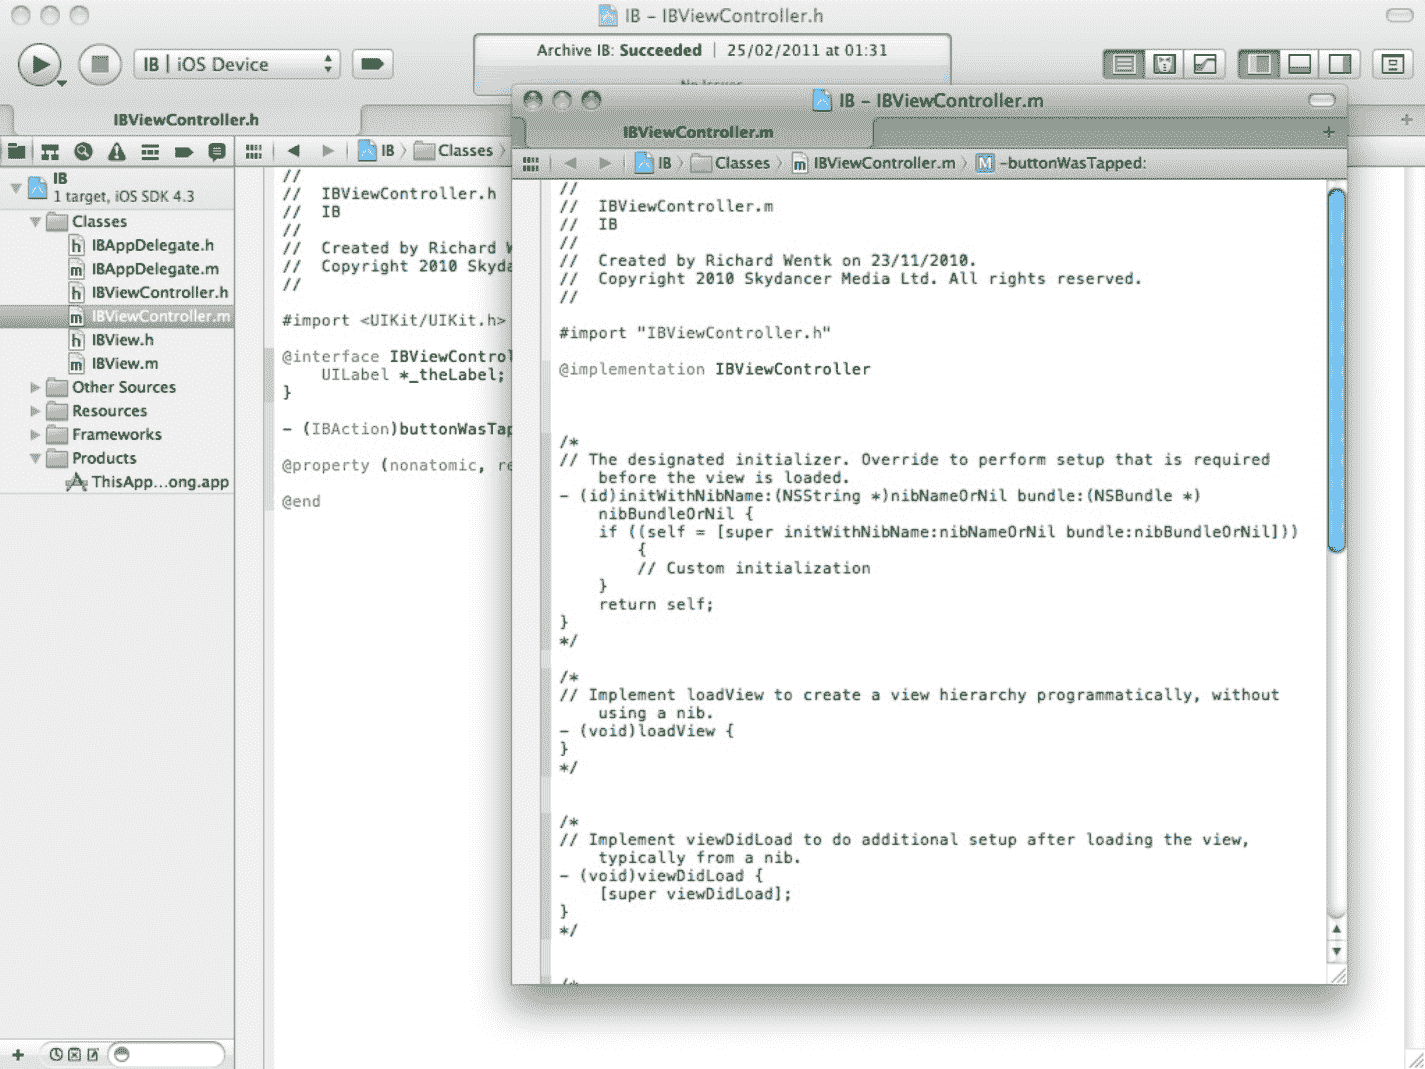 IB – IBViewController.h
IB | iOS Device
Archive IB: Succeeded | 25/02/2011 at 01:31
No Issues
IBViewController.h
IB
Classes
IB
1 target, iOS SDK 4.3
Classes
IBAppDelegate.h
IBAppDelegate.m
IBViewController.h
IBViewController.m
IBView.h
IBView.m
Other Sources
Resources
Frameworks
Products
ThisApp...ong.app
//
//  IBViewController.h
//  IB
//
//  Created by Richard
//  Copyright 2010
//
#import <UIKit/UIKit.h>
@interface
UILabel *_theLabel;
}
- (IBAction)
@property (nonatomic,
@end
IB – IBViewController.m
IBViewController.m
IB Classes IBViewController.m M -buttonWasTapped:
//
//  IBViewController.m
//  IB
//
//  Created by Richard Wentk on 23/11/2010.
//  Copyright 2010 Skydancer Media Ltd. All rights reserved.
//
#import "IBViewController.h"
@implementation IBViewController
/*
// The designated initializer. Override to perform setup that is required
before the view is loaded.
- (id)initWithNibName:(NSString *)nibNameOrNil bundle:(NSBundle *)
nibBundleOrNil {
if ((self = [super initWithNibName:nibNameOrNil bundle:nibBundleOrNil]))
{
// Custom initialization
}
return self;
}
*/
/*
// Implement loadView to create a view hierarchy programmatically, without
using a nib.
- (void)loadView {
}
*/
/*
// Implement viewDidLoad to do additional setup after loading the view,
typically from a nib.
- (void)viewDidLoad {
[super viewDidLoad];
}
*/
/*